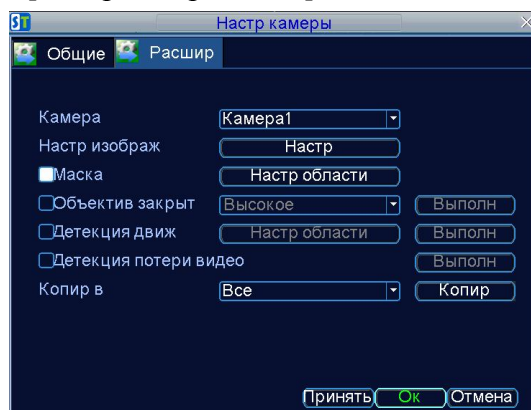 ST Настр камеры
Общие Расшир
Камера Камера1
Настр изображ Настр
Маска Настр области
Объектив закрыт Высокое Выполн
Детекция движ Настр области Выполн
Детекция потери видео Выполн
Копир в Все Копир
Принять Ок Отмена